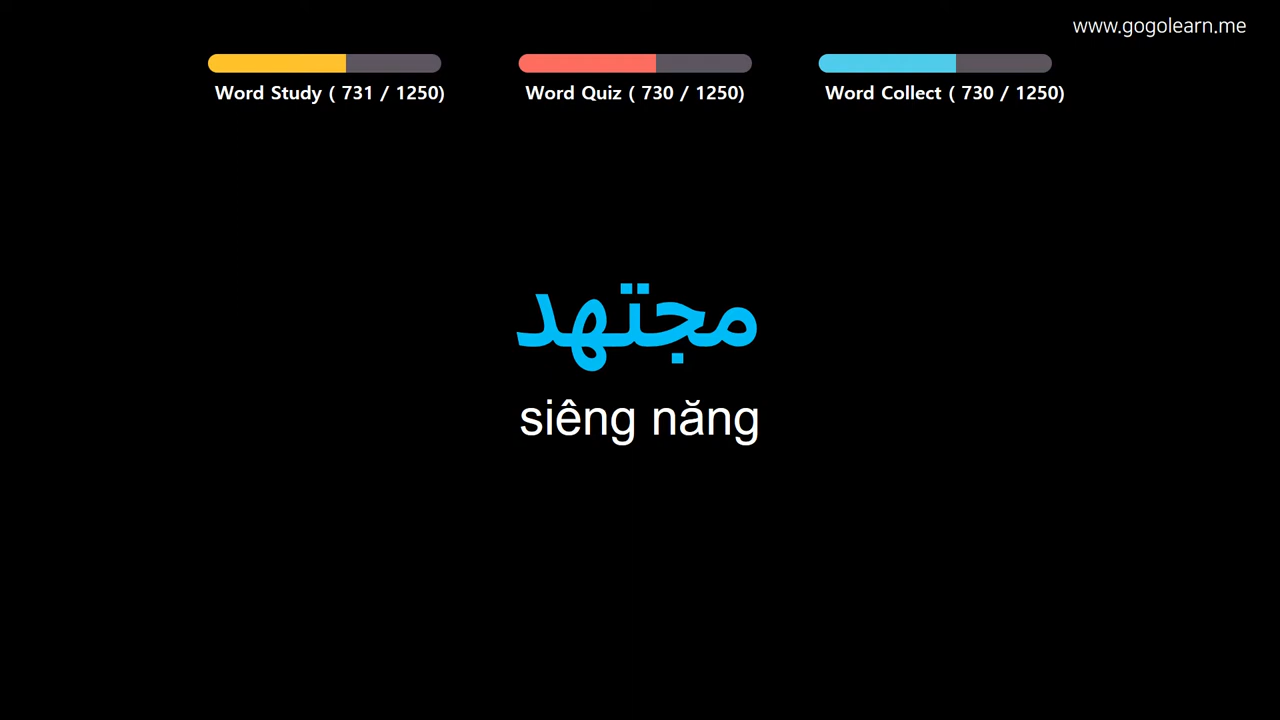 www.gogolearn.me
Word Study ( 731 / 1250)
Word Quiz ( 730 / 1250)
Word Collect ( 730 / 1250)
مجتهد
siêng năng